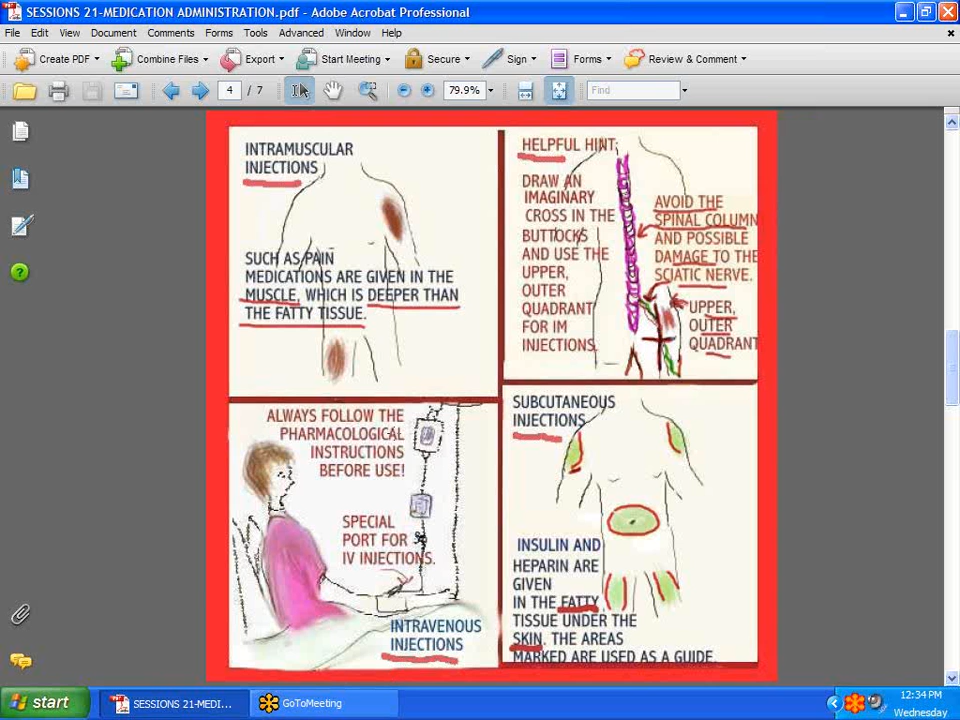 SESSIONS 21-MEDICATION ADMINISTRATION.pdf - Adobe Acrobat Professional
File Edit View Document Comments Forms Tools Advanced Window Help
Create PDF Combine Files Export Start Meeting Secure Sign Forms Review & Comment
4 / 7 79.9% Find
INTRAMUSCULAR
INJECTIONS
SUCH AS PAIN
MEDICATIONS ARE GIVEN IN THE
MUSCLE, WHICH IS DEEPER THAN
THE FATTY TISSUE.
HELPFUL HINT:
DRAW AN
IMAGINARY
CROSS IN THE
BUTTOCKS
AND USE THE
UPPER,
OUTER
QUADRANT
FOR IM
INJECTIONS.
AVOID THE
SPINAL COLUMN
AND POSSIBLE
DAMAGE TO THE
SCIATIC NERVE.
UPPER,
OUTER
QUADRANT
ALWAYS FOLLOW THE
PHARMACOLOGICAL
INSTRUCTIONS
BEFORE USE!
SPECIAL
PORT FOR
IV INJECTIONS.
INTRAVENOUS
INJECTIONS
SUBCUTANEOUS
INJECTIONS
INSULIN AND
HEPARIN ARE
GIVEN
IN THE FATTY
TISSUE UNDER THE
SKIN. THE AREAS
MARKED ARE USED AS A GUIDE.
start SESSIONS 21-MEDI... GoToMeeting 12:34 PM
Wednesday